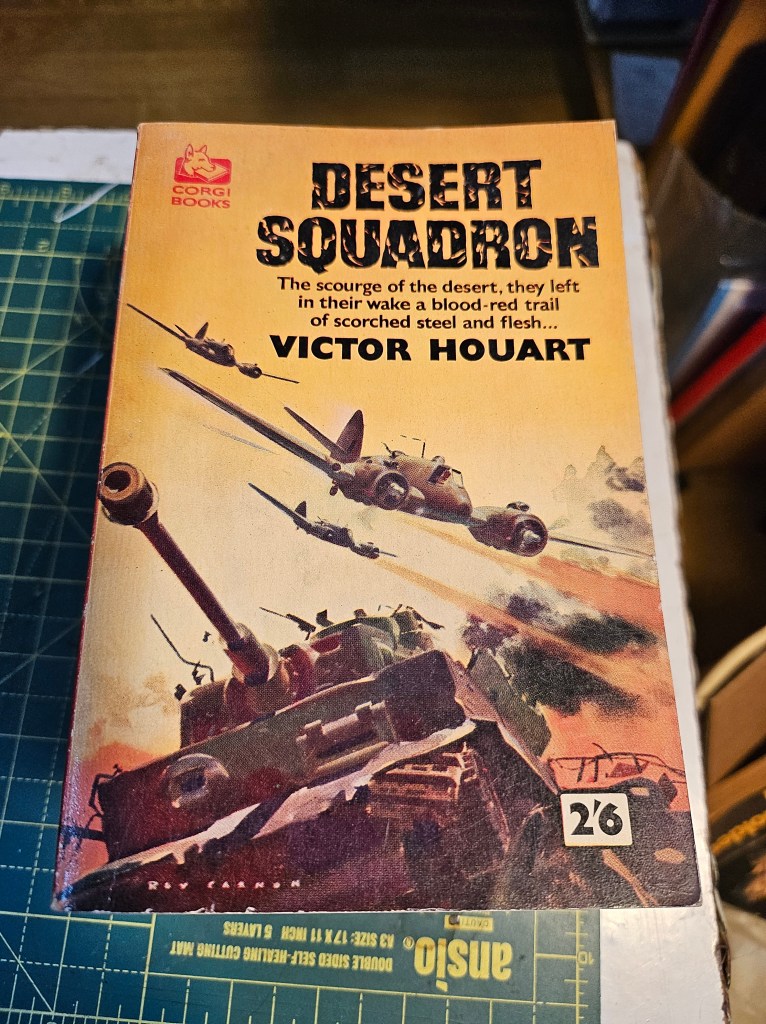 CORGI
BOOKS
DESERT
SQUADRON
The scourge of the desert, they left
in their wake a blood-red trail
of scorched steel and flesh...
VICTOR HOUART
2'6
ROY CARNON
ansio®
A3 SIZE: 17 X 11 INCH 5 LAYERS
DOUBLE SIDED SELF-HEALING CUTTING MAT
10